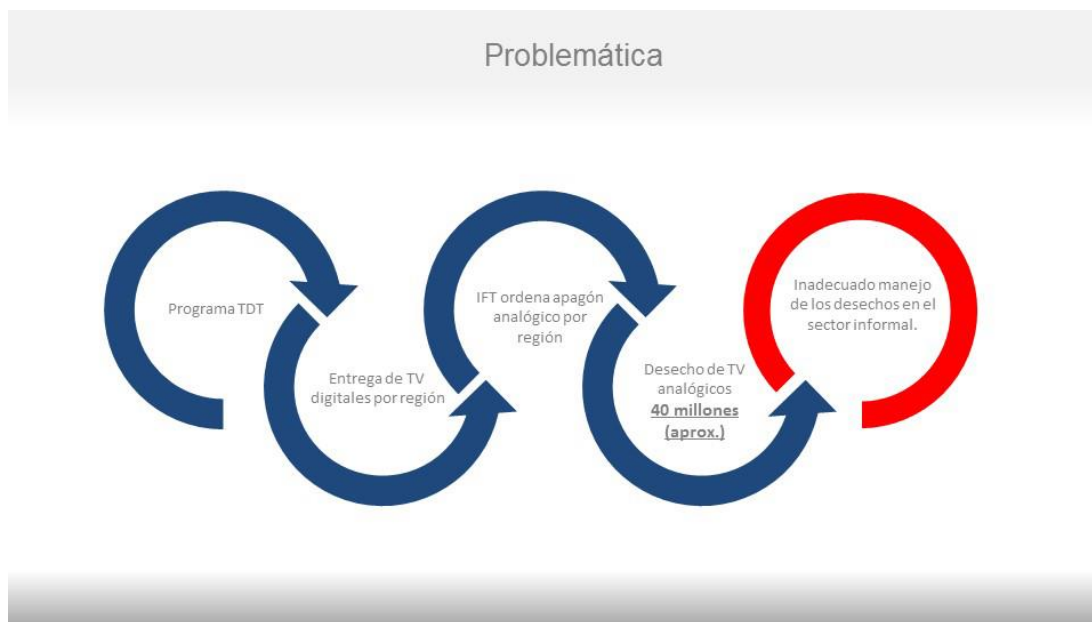 Problemática
Programa TDT
Entrega de TV
digitales por región
IFT ordena apagón
analógico por
región
Desecho de TV
analógicos
40 millones
(aprox.)
Inadecuado manejo
de los desechos en el
sector informal.